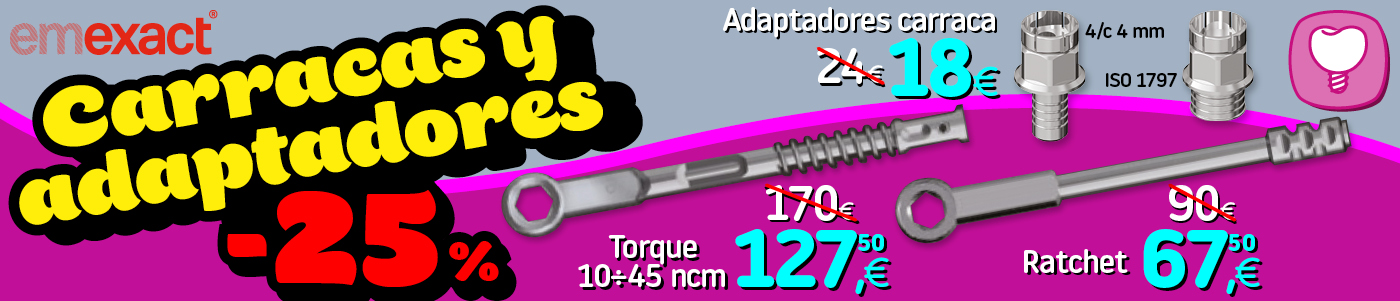 emexact®
Carracas y
adaptadores
-25%
Adaptadores carraca
24€ 18€
4/c 4 mm
ISO 1797
170€
Torque
10÷45 ncm
127,50€
90€
Ratchet
67,50€